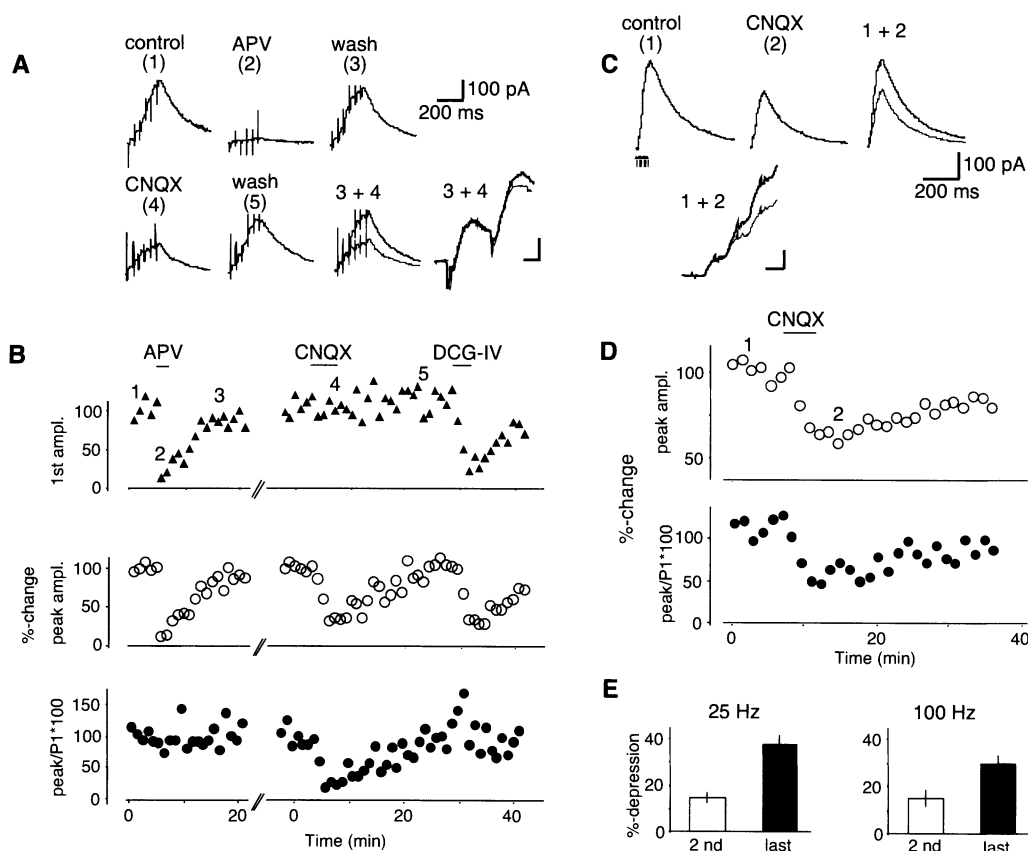 A
control
(1)
APV
(2)
wash
(3)
100 pA
200 ms
CNQX
(4)
wash
(5)
3 + 4
3 + 4
B
APV
CNQX
DCG-IV
1
2
3
4
5
1st ampl.
100
50
0
%-change
peak ampl.
100
50
0
peak/P1*100
150
100
50
0
0
20
0
20
40
Time (min)
C
control
(1)
CNQX
(2)
1 + 2
100 pA
200 ms
1 + 2
D
CNQX
1
2
%-change
peak ampl.
100
50
peak/P1*100
100
50
0
0
20
40
Time (min)
E
25 Hz
100 Hz
%-depression
40
20
0
2 nd
last
40
20
0
2 nd
last